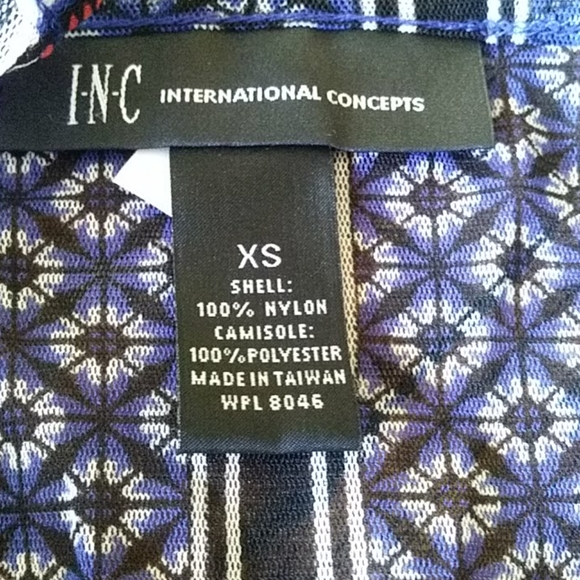 I·N·C INTERNATIONAL CONCEPTS
XS
SHELL:
100% NYLON
CAMISOLE:
100% POLYESTER
MADE IN TAIWAN
WPL 8046